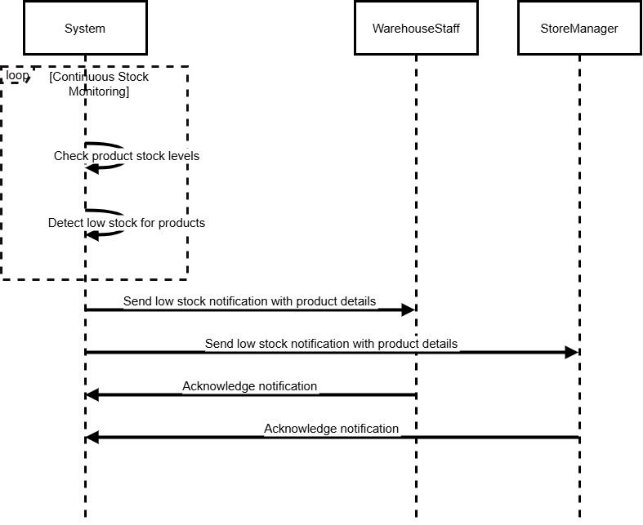 System
WarehouseStaff
StoreManager
loop
[Continuous Stock
Monitoring]
Check product stock levels
Detect low stock for products
Send low stock notification with product details
Send low stock notification with product details
Acknowledge notification
Acknowledge notification